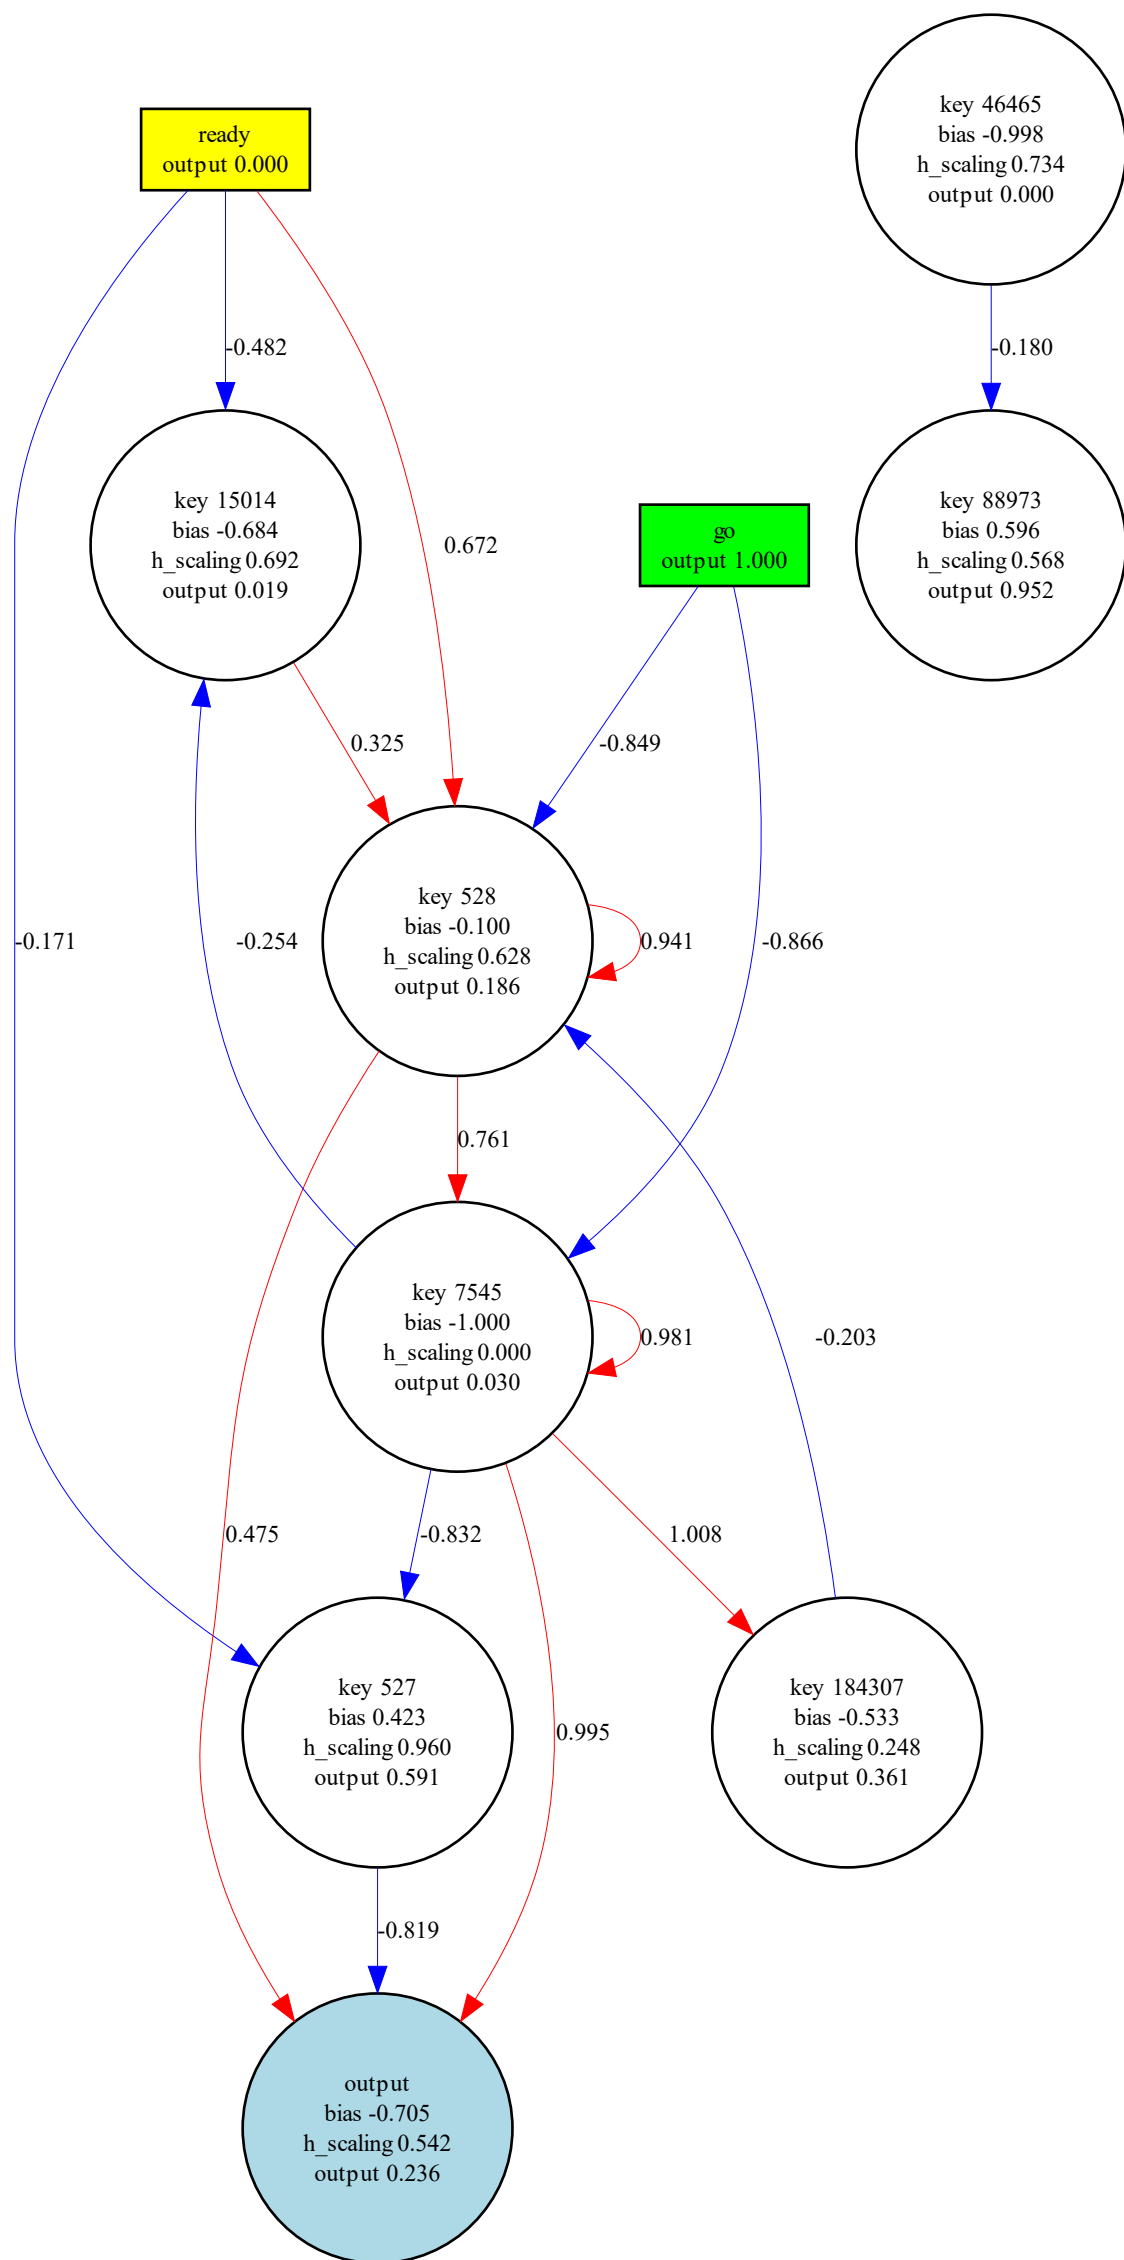 key 46465
bias -0.998
h_scaling 0.734
output 0.000
ready
output 0.000
-0.482
-0.180
key 15014
bias -0.684
h_scaling 0.692
output 0.019
0.672
go
output 1.000
key 88973
bias 0.596
h_scaling 0.568
output 0.952
0.325
-0.849
-0.171
-0.254
key 528
bias -0.100
h_scaling 0.628
output 0.186
0.941
-0.866
0.761
key 7545
bias -1.000
h_scaling 0.000
output 0.030
0.981
-0.203
0.475
-0.832
1.008
key 527
bias 0.423
h_scaling 0.960
output 0.591
0.995
key 184307
bias -0.533
h_scaling 0.248
output 0.361
-0.819
output
bias -0.705
h_scaling 0.542
output 0.236